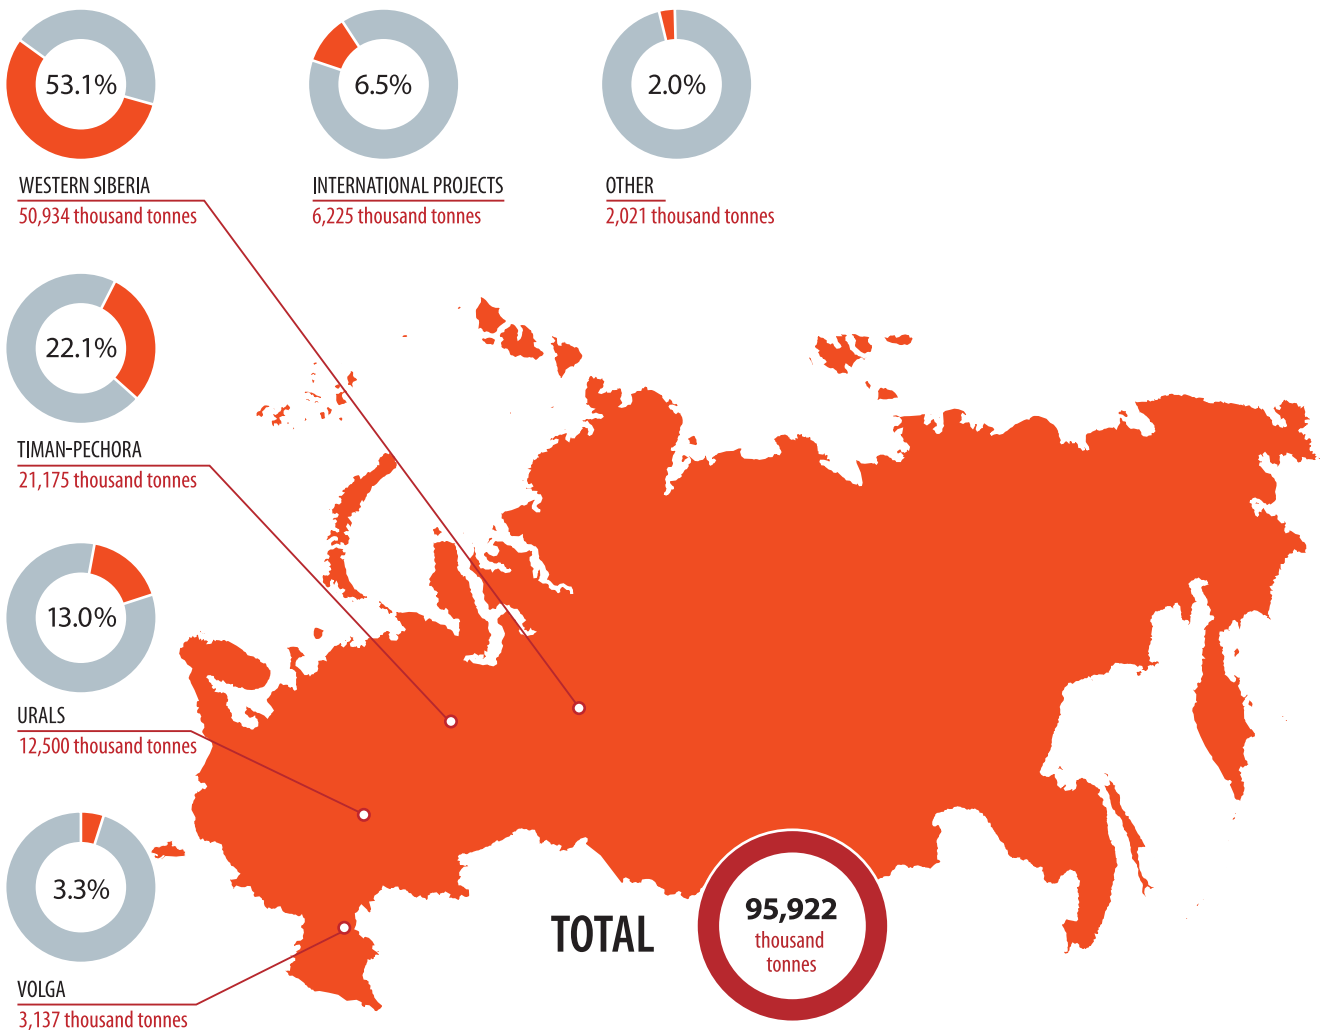 53.1%
WESTERN SIBERIA
50,934 thousand tonnes
6.5%
INTERNATIONAL PROJECTS
6,225 thousand tonnes
2.0%
OTHER
2,021 thousand tonnes
22.1%
TIMAN-PECHORA
21,175 thousand tonnes
13.0%
URALS
12,500 thousand tonnes
3.3%
VOLGA
3,137 thousand tonnes
TOTAL
95,922
thousand
tonnes